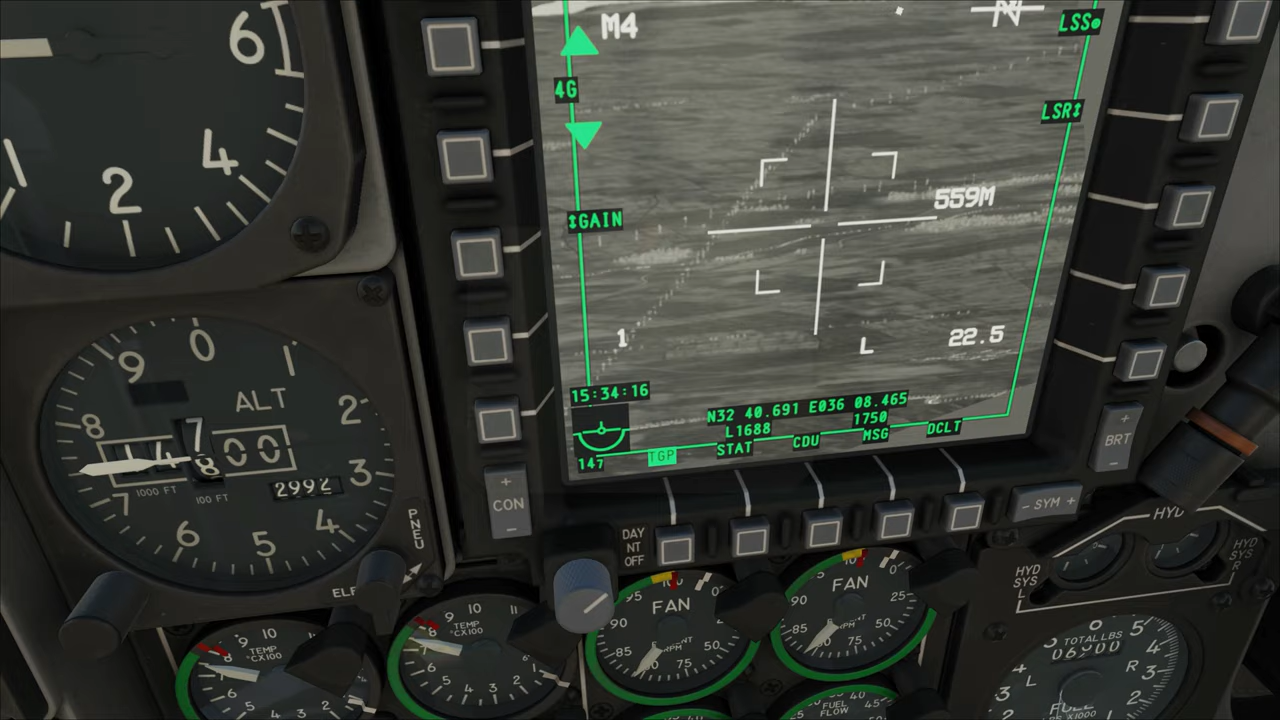 6
4
2
M4
LSS
4G
LSR
559M
GAIN
1
22.5
L
15:34:16
N32 40.691 E036 08.465
L1688
1750
147
TGP
STAT
CDU
MSG
DCLT
0
1
2
3
4
5
6
7
8
9
ALT
1000 FT
100 FT
2992
PNEU
CON
BRT
- SYM +
DAY
NT
OFF
HYD
HYD
SYS
L
HYD
SYS
R
TEMP
°CX100
TEMP
°CX100
FAN
FAN
FUEL
FLOW
TOTAL LBS
06900
L
R